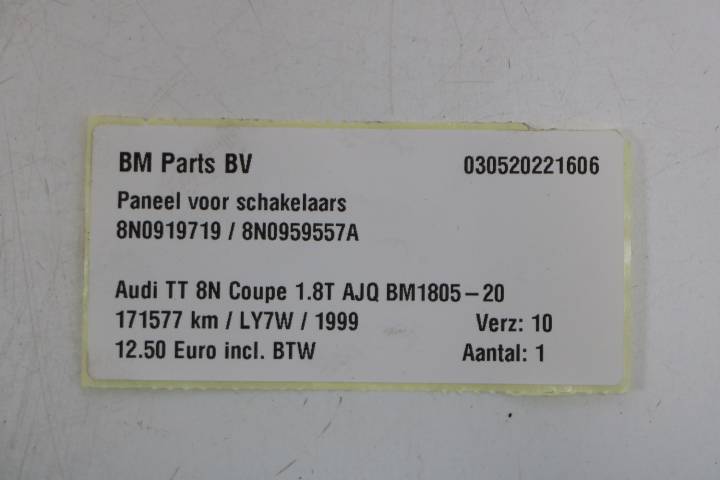 BM Parts BV 030520221606
Paneel voor schakelaars
8N0919719 / 8N0959557A
Audi TT 8N Coupe 1.8T AJQ BM1805-20
171577 km / LY7W / 1999 Verz: 10
12.50 Euro incl. BTW Aantal: 1